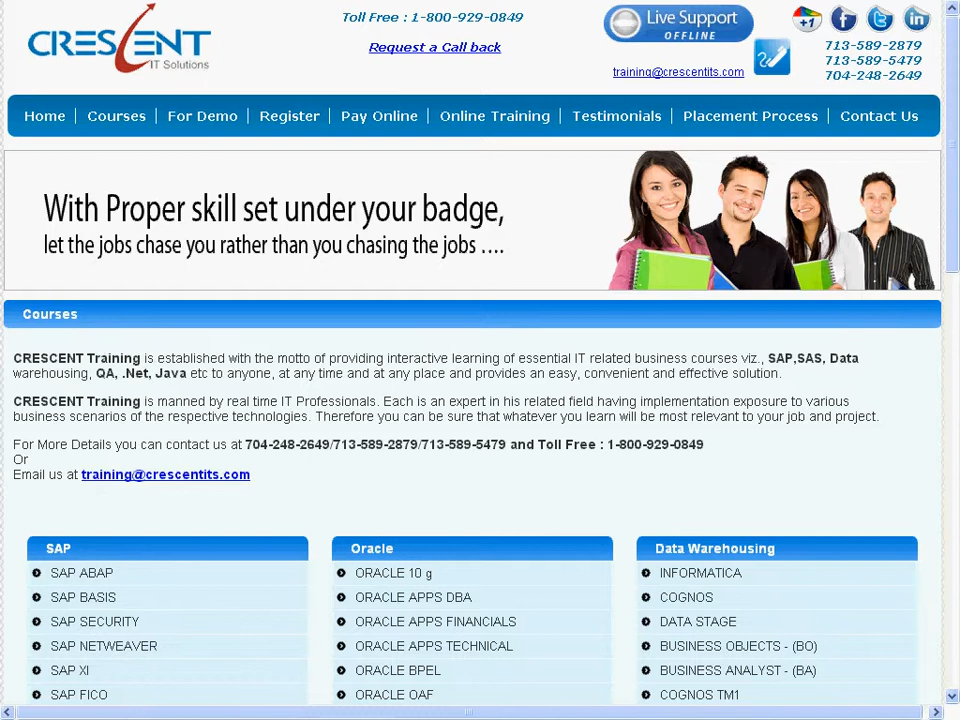 CRESCENT
IT Solutions
Toll Free : 1-800-929-0849
Request a Call back
Live Support
OFFLINE
training@crescentits.com
+1
713-589-2879
713-589-5479
704-248-2649
Home Courses For Demo Register Pay Online Online Training Testimonials Placement Process Contact Us
With Proper skill set under your badge,
let the jobs chase you rather than you chasing the jobs ....
Courses
CRESCENT Training is established with the motto of providing interactive learning of essential IT related business courses viz., SAP,SAS, Data
warehousing, QA, .Net, Java etc to anyone, at any time and at any place and provides an easy, convenient and effective solution.
CRESCENT Training is manned by real time IT Professionals. Each is an expert in his related field having implementation exposure to various
business scenarios of the respective technologies. Therefore you can be sure that whatever you learn will be most relevant to your job and project.
For More Details you can contact us at 704-248-2649/713-589-2879/713-589-5479 and Toll Free : 1-800-929-0849
Or
Email us at training@crescentits.com
SAP
SAP ABAP
SAP BASIS
SAP SECURITY
SAP NETWEAVER
SAP XI
SAP FICO
Oracle
ORACLE 10 g
ORACLE APPS DBA
ORACLE APPS FINANCIALS
ORACLE APPS TECHNICAL
ORACLE BPEL
ORACLE OAF
Data Warehousing
INFORMATICA
COGNOS
DATA STAGE
BUSINESS OBJECTS - (BO)
BUSINESS ANALYST - (BA)
COGNOS TM1